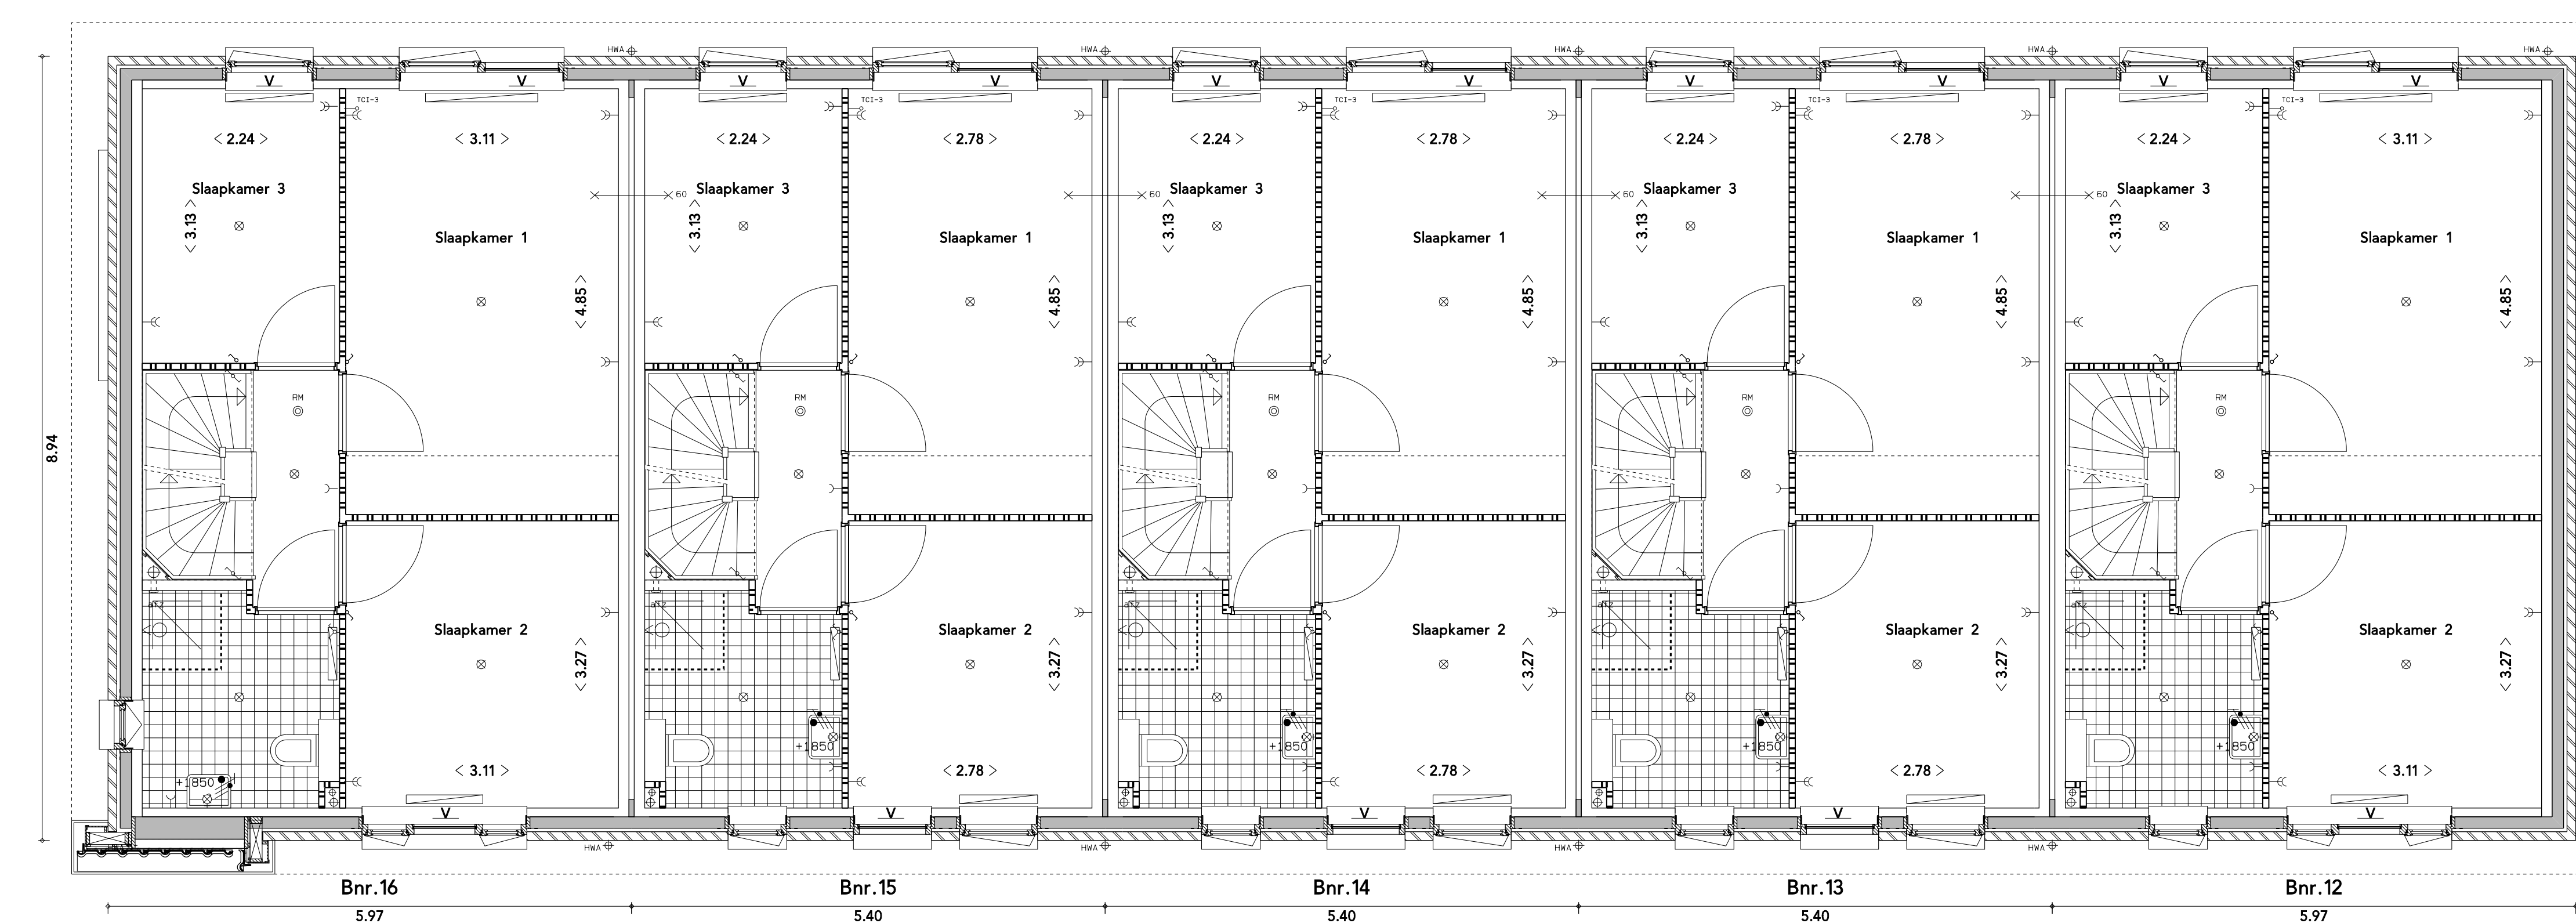 HWA HWA HWA HWA HWA
V V V V V V V V V V
TCI-3 TCI-3 TCI-3 TCI-3 TCI-3
< 2.24 > < 3.11 > < 2.24 > < 2.78 > < 2.24 > < 2.78 > < 2.24 > < 2.78 > < 2.24 > < 3.11 >
Slaapkamer 3 60 Slaapkamer 3 60 Slaapkamer 3 60 Slaapkamer 3 60 Slaapkamer 3
< 3.13 > < 3.13 > < 3.13 > < 3.13 > < 3.13 >
Slaapkamer 1 Slaapkamer 1 Slaapkamer 1 Slaapkamer 1 Slaapkamer 1
< 4.85 > < 4.85 > < 4.85 > < 4.85 > < 4.85 >
RM RM RM RM RM
8.94
afz afz afz afz afz
Slaapkamer 2 Slaapkamer 2 Slaapkamer 2 Slaapkamer 2 Slaapkamer 2
< 3.27 > < 3.27 > < 3.27 > < 3.27 > < 3.27 >
+1850 +1850 +1850 +1850
< 3.11 > < 2.78 > < 2.78 > < 2.78 > < 3.11 >
+1850
V V V V V
HWA HWA HWA HWA
Bnr.16 Bnr.15 Bnr.14 Bnr.13 Bnr.12
5.97 5.40 5.40 5.40 5.97